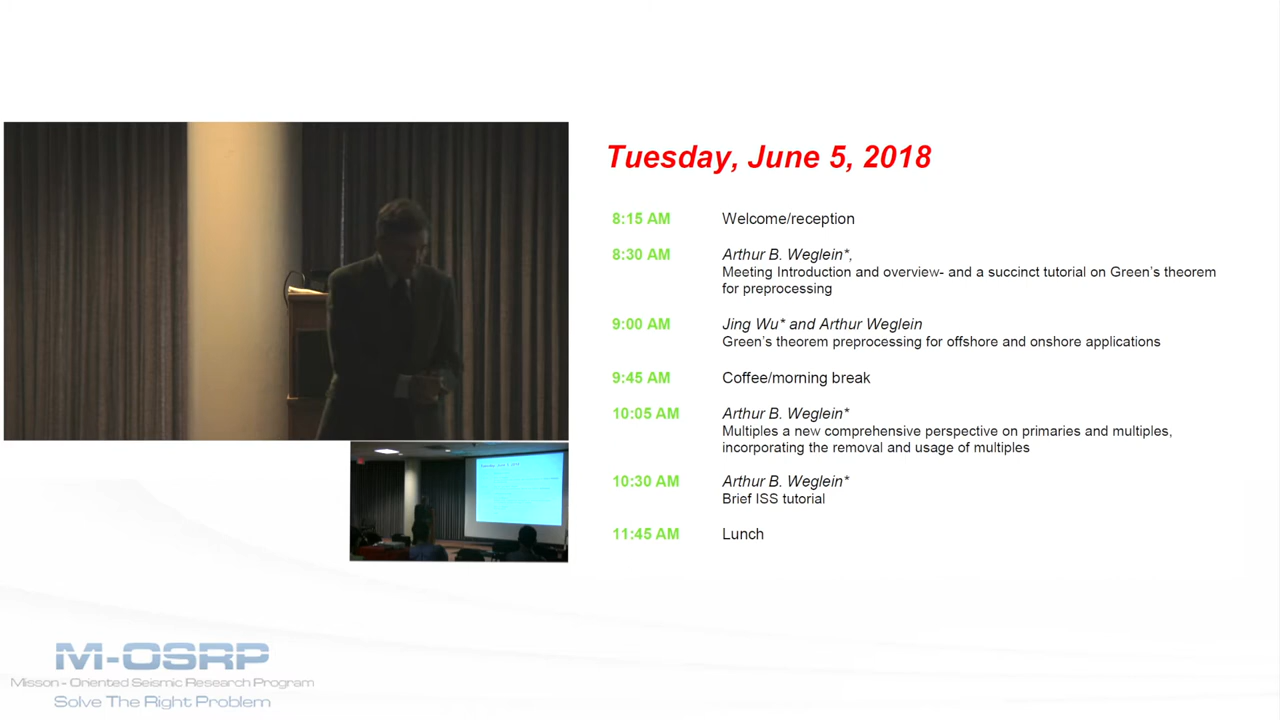 Tuesday, June 5, 2018
8:15 AM Welcome/reception
8:30 AM Arthur B. Weglein*,
Meeting Introduction and overview- and a succinct tutorial on Green's theorem
for preprocessing
9:00 AM Jing Wu* and Arthur Weglein
Green's theorem preprocessing for offshore and onshore applications
9:45 AM Coffee/morning break
10:05 AM Arthur B. Weglein*
Multiples a new comprehensive perspective on primaries and multiples,
incorporating the removal and usage of multiples
10:30 AM Arthur B. Weglein*
Brief ISS tutorial
11:45 AM Lunch
Tuesday, June 5, 2018
M-OSRP
Misson - Oriented Seismic Research Program
Solve The Right Problem